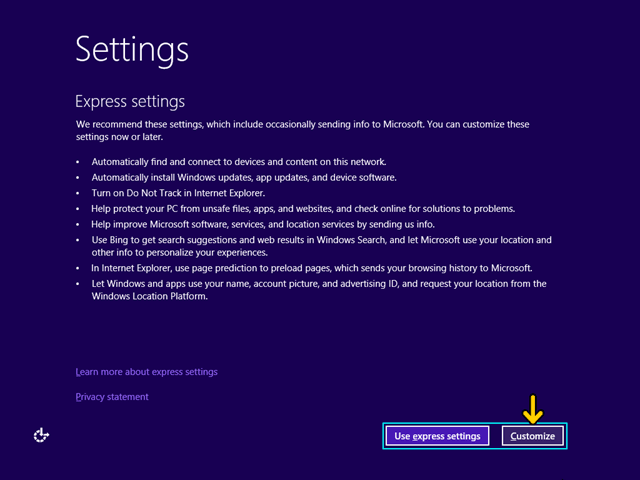 Settings
Express settings
We recommend these settings, which include occasionally sending info to Microsoft. You can customize these
settings now or later.
• Automatically find and connect to devices and content on this network.
• Automatically install Windows updates, app updates, and device software.
• Turn on Do Not Track in Internet Explorer.
• Help protect your PC from unsafe files, apps, and websites, and check online for solutions to problems.
• Help improve Microsoft software, services, and location services by sending us info.
• Use Bing to get search suggestions and web results in Windows Search, and let Microsoft use your location and
other info to personalize your experiences.
• In Internet Explorer, use page prediction to preload pages, which sends your browsing history to Microsoft.
• Let Windows and apps use your name, account picture, and advertising ID, and request your location from the
Windows Location Platform.
Learn more about express settings
Privacy statement
Use express settings
Customize